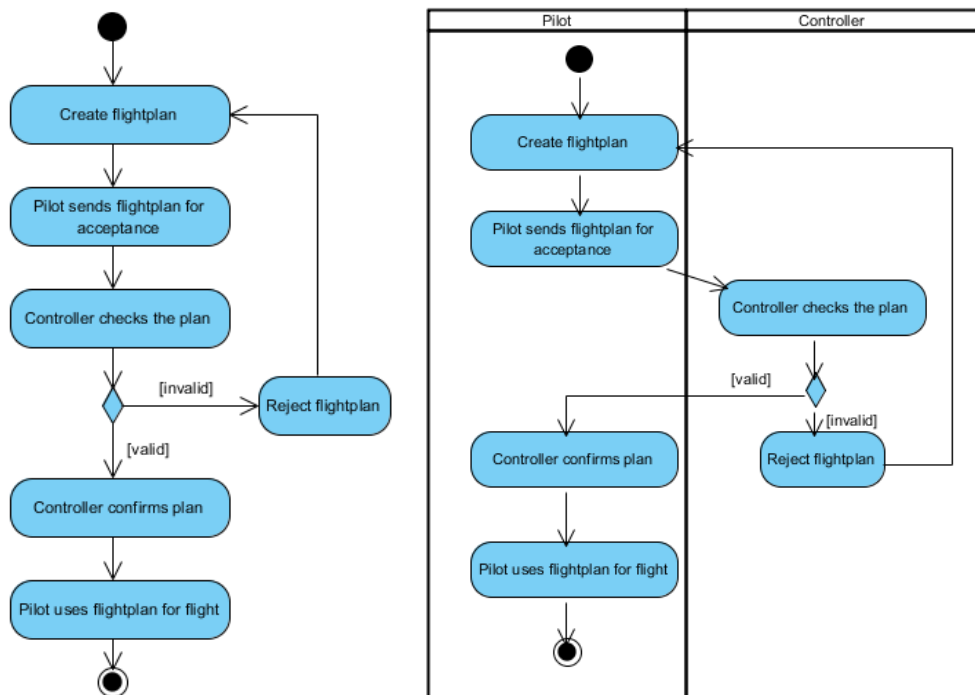 Create flightplan
Pilot sends flightplan for
acceptance
Controller checks the plan
[invalid]
Reject flightplan
[valid]
Controller confirms plan
Pilot uses flightplan for flight
Pilot
Controller
Create flightplan
Pilot sends flightplan for
acceptance
Controller checks the plan
[valid]
[invalid]
Controller confirms plan
Reject flightplan
Pilot uses flightplan for flight